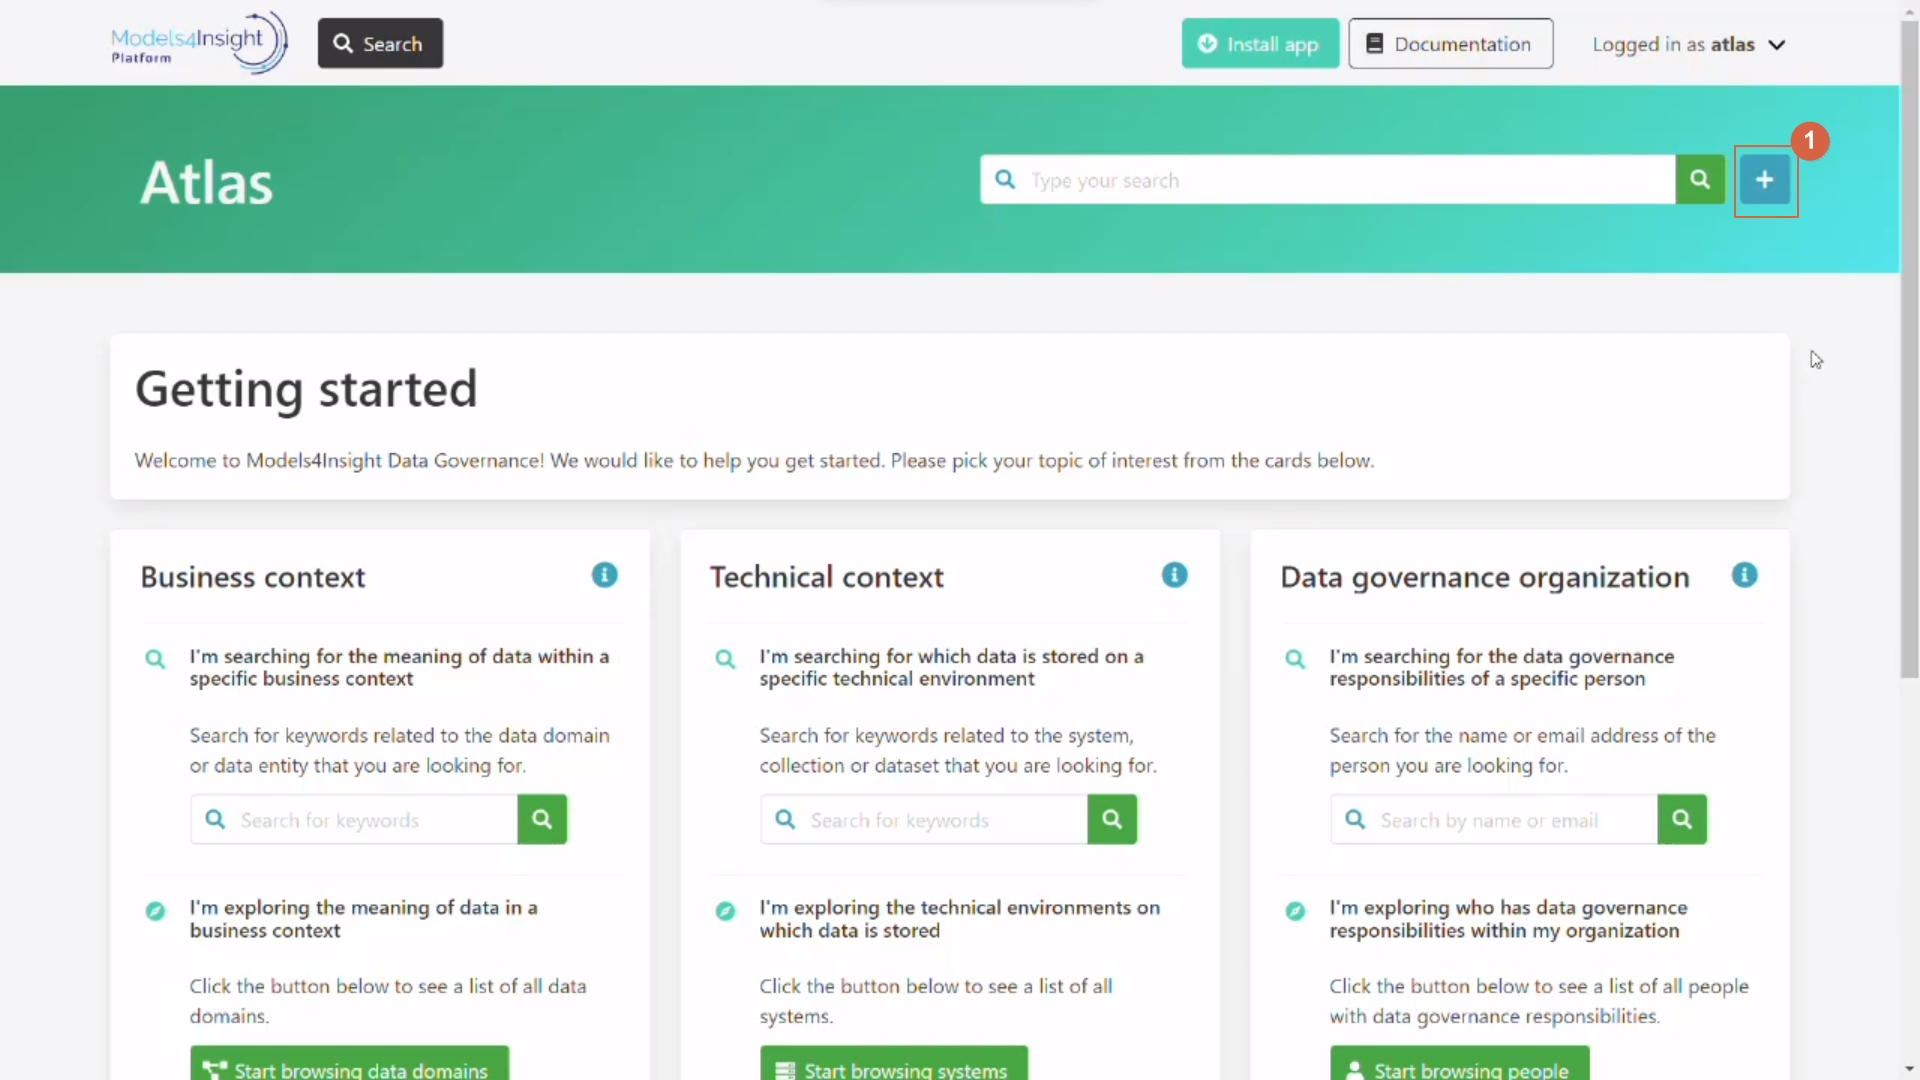 Models4Insight
Platform
Search
Install app
Documentation
Logged in as atlas
1
Atlas
Type your search
Getting started
Welcome to Models4Insight Data Governance! We would like to help you get started. Please pick your topic of interest from the cards below.
Business context
I'm searching for the meaning of data within a
specific business context
Search for keywords related to the data domain
or data entity that you are looking for.
Search for keywords
I'm exploring the meaning of data in a
business context
Click the button below to see a list of all data
domains.
Start browsing data domains
Technical context
I'm searching for which data is stored on a
specific technical environment
Search for keywords related to the system,
collection or dataset that you are looking for.
Search for keywords
I'm exploring the technical environments on
which data is stored
Click the button below to see a list of all
systems.
Start browsing systems
Data governance organization
I'm searching for the data governance
responsibilities of a specific person
Search for the name or email address of the
person you are looking for.
Search by name or email
I'm exploring who has data governance
responsibilities within my organization
Click the button below to see a list of all people
with data governance responsibilities.
Start browsing people